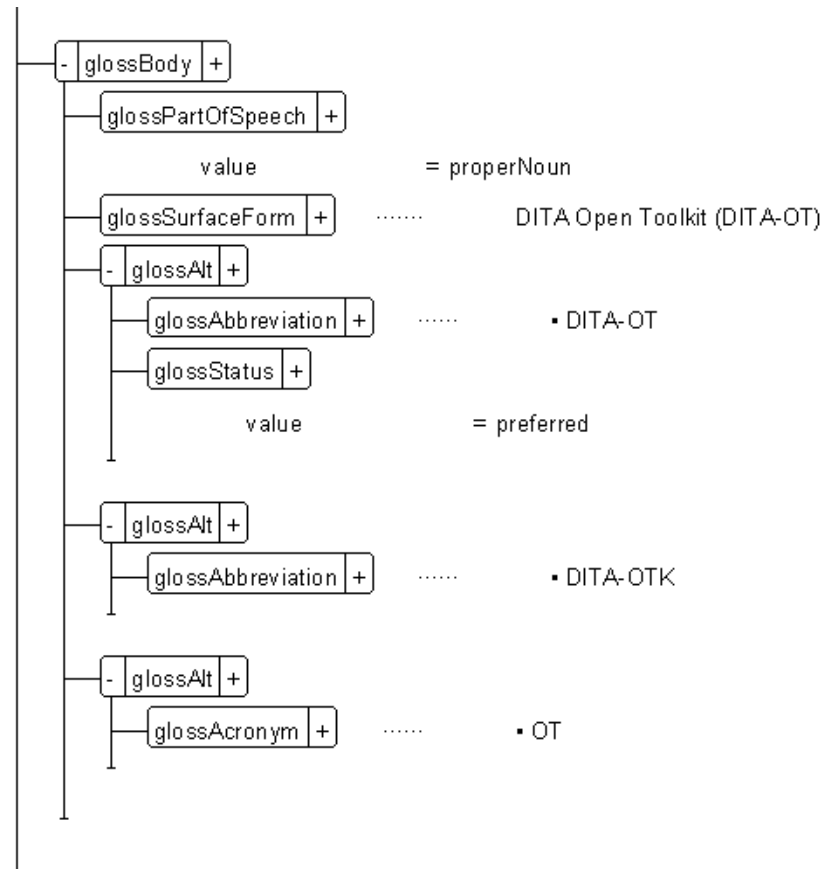 - glossBody +
glossPartOfSpeech +
value = properNoun
glossSurfaceForm + ....... DITA Open Toolkit (DITA-OT)
- glossAlt +
glossAbbreviation + ...... ▪ DITA-OT
glossStatus +
value = preferred
- glossAlt +
glossAbbreviation + ...... ▪ DITA-OTK
- glossAlt +
glossAcronym + ...... ▪ OT